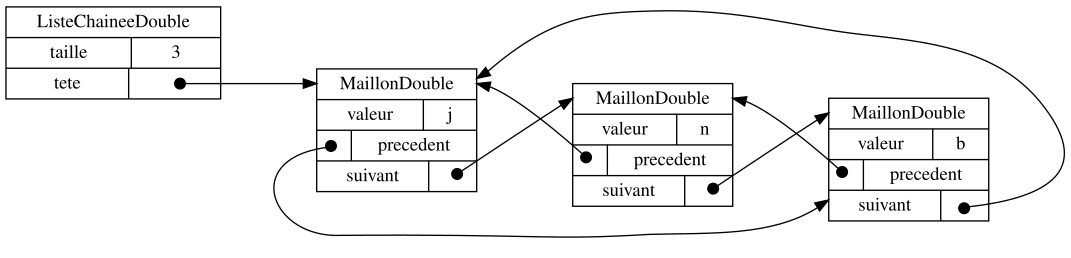 ListeChaineeDouble
taille 3
tete
MaillonDouble
valeur j
precedent
suivant
MaillonDouble
valeur n
precedent
suivant
MaillonDouble
valeur b
precedent
suivant